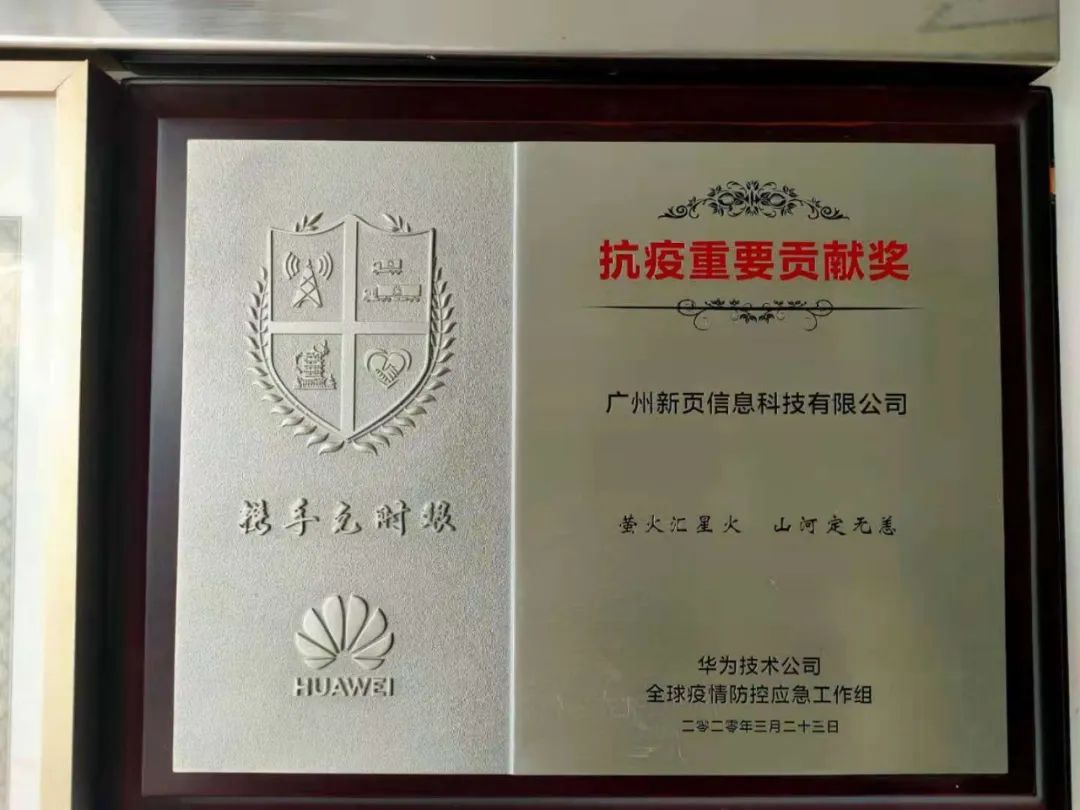 携手克时艰
HUAWEI
抗疫重要贡献奖
广州新页信息科技有限公司
萤火汇星火 山河定无恙
华为技术公司
全球疫情防控应急工作组
二零二零年三月二十三日